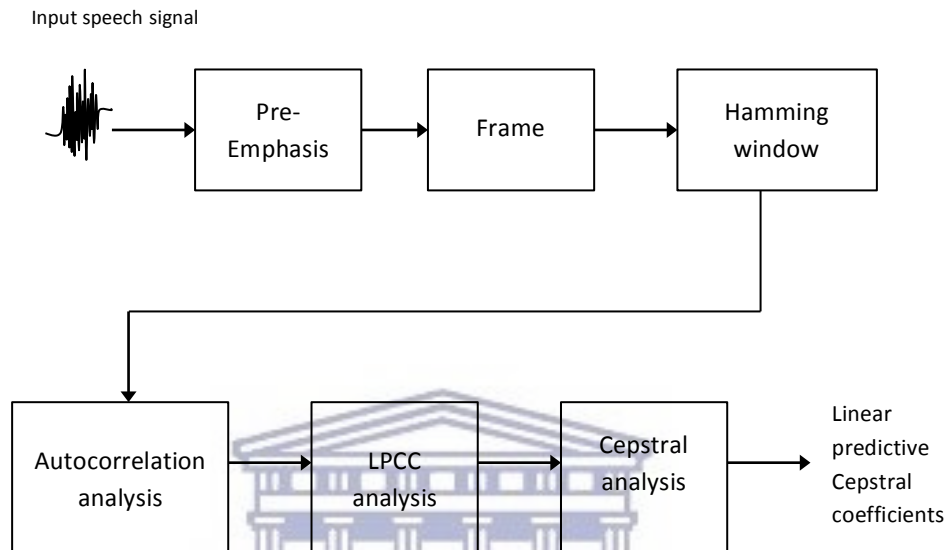 Input speech signal
Pre-
Emphasis
Frame
Hamming
window
Autocorrelation
analysis
LPCC
analysis
Cepstral
analysis
Linear
predictive
Cepstral
coefficients